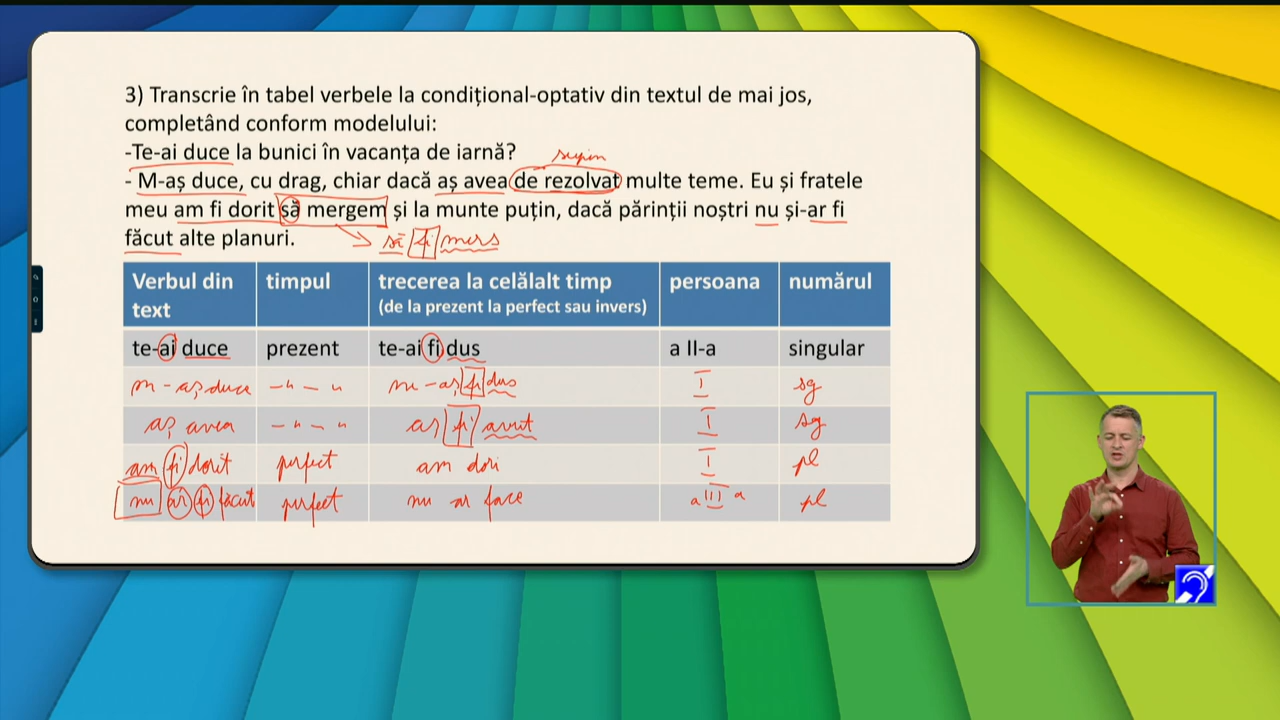 3) Transcrie în tabel verbele la condițional-optativ din textul de mai jos,
completând conform modelului:
-Te-ai duce la bunici în vacanța de iarnă?
supin
- M-aș duce, cu drag, chiar dacă aș avea de rezolvat multe teme. Eu și fratele
meu am fi dorit să mergem și la munte puțin, dacă părinții noștri nu și-ar fi
făcut alte planuri.
să fi mers
Verbul din text timpul trecerea la celălalt timp (de la prezent la perfect sau invers) persoana numărul
te-ai duce prezent te-ai fi dus a II-a singular
m-aș duce -"-" m-aș fi dus I sg
aș avea -"-" aș fi avut I sg
am fi dorit perfect am dori I pl
nu ar fi făcut perfect nu ar face a III a pl